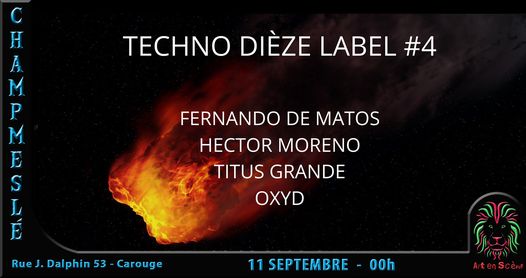 CHAMPMESLÉ
TECHNO DIÈZE LABEL #4
FERNANDO DE MATOS
HECTOR MORENO
TITUS GRANDE
OXYD
Rue J. Dalphin 53 - Carouge
11 SEPTEMBRE - 00h
Art en Scène